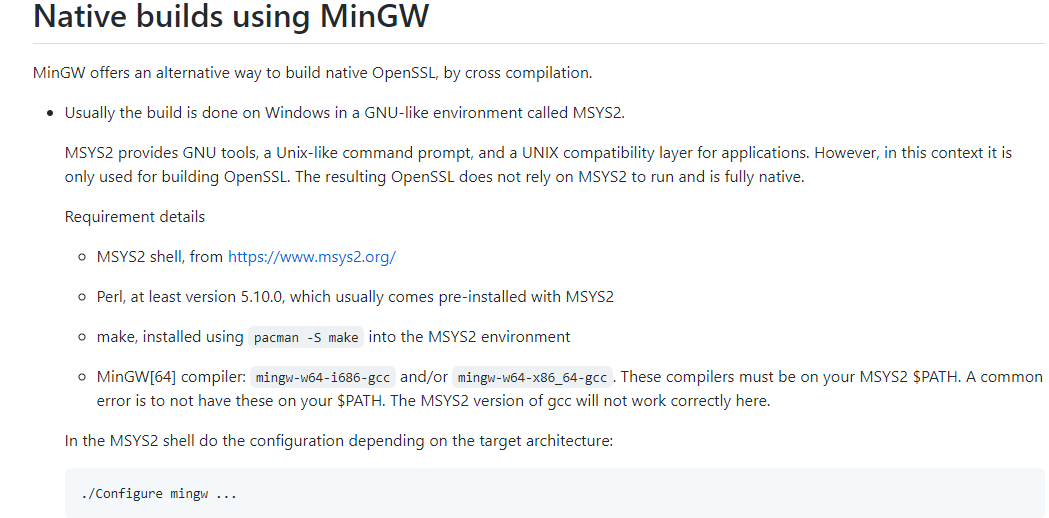 Native builds using MinGW
MinGW offers an alternative way to build native OpenSSL, by cross compilation.
• Usually the build is done on Windows in a GNU-like environment called MSYS2.
MSYS2 provides GNU tools, a Unix-like command prompt, and a UNIX compatibility layer for applications. However, in this context it is
only used for building OpenSSL. The resulting OpenSSL does not rely on MSYS2 to run and is fully native.
Requirement details
◦ MSYS2 shell, from https://www.msys2.org/
◦ Perl, at least version 5.10.0, which usually comes pre-installed with MSYS2
◦ make, installed using pacman -S make into the MSYS2 environment
◦ MinGW[64] compiler: mingw-w64-i686-gcc and/or mingw-w64-x86_64-gcc . These compilers must be on your MSYS2 $PATH. A common
error is to not have these on your $PATH. The MSYS2 version of gcc will not work correctly here.
In the MSYS2 shell do the configuration depending on the target architecture:
./Configure mingw ...